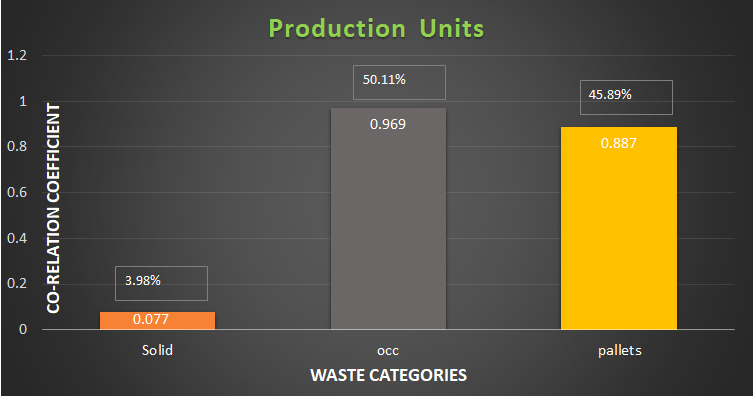 Production Units
1.2
1
0.8
0.6
0.4
0.2
0
CO-RELATION COEFFICIENT
3.98%
0.077
50.11%
0.969
45.89%
0.887
Solid
occ
pallets
WASTE CATEGORIES